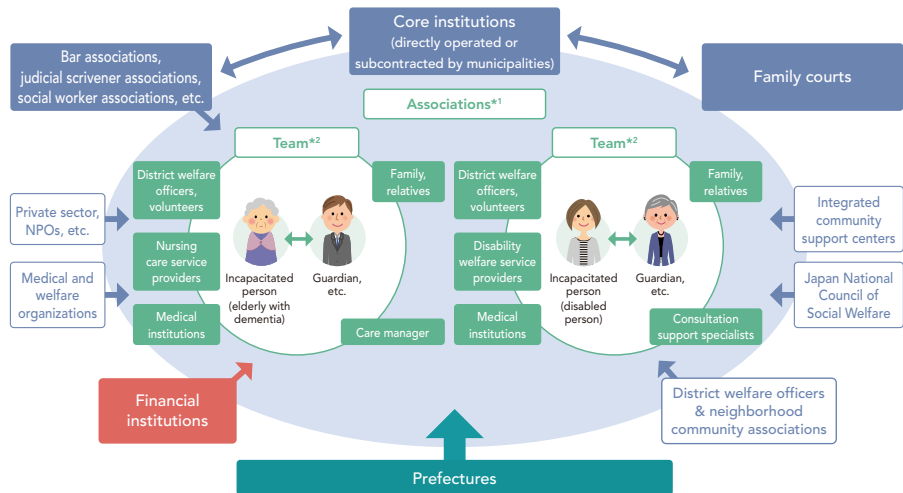 Core institutions
(directly operated or
subcontracted by municipalities)
Bar associations,
judicial scrivener associations,
social worker associations, etc.
Family courts
Associations*1
Team*2
District welfare
officers,
volunteers
Family,
relatives
Nursing
care service
providers
Incapacitated
person
(elderly with
dementia)
Guardian,
etc.
Medical
institutions
Care manager
Team*2
District welfare
officers,
volunteers
Family,
relatives
Disability
welfare service
providers
Incapacitated
person
(disabled
person)
Guardian,
etc.
Medical
institutions
Consultation
support specialists
Private sector,
NPOs, etc.
Medical and
welfare
organizations
Integrated
community
support centers
Japan National
Council of
Social Welfare
Financial
institutions
District welfare officers
& neighborhood
community associations
Prefectures